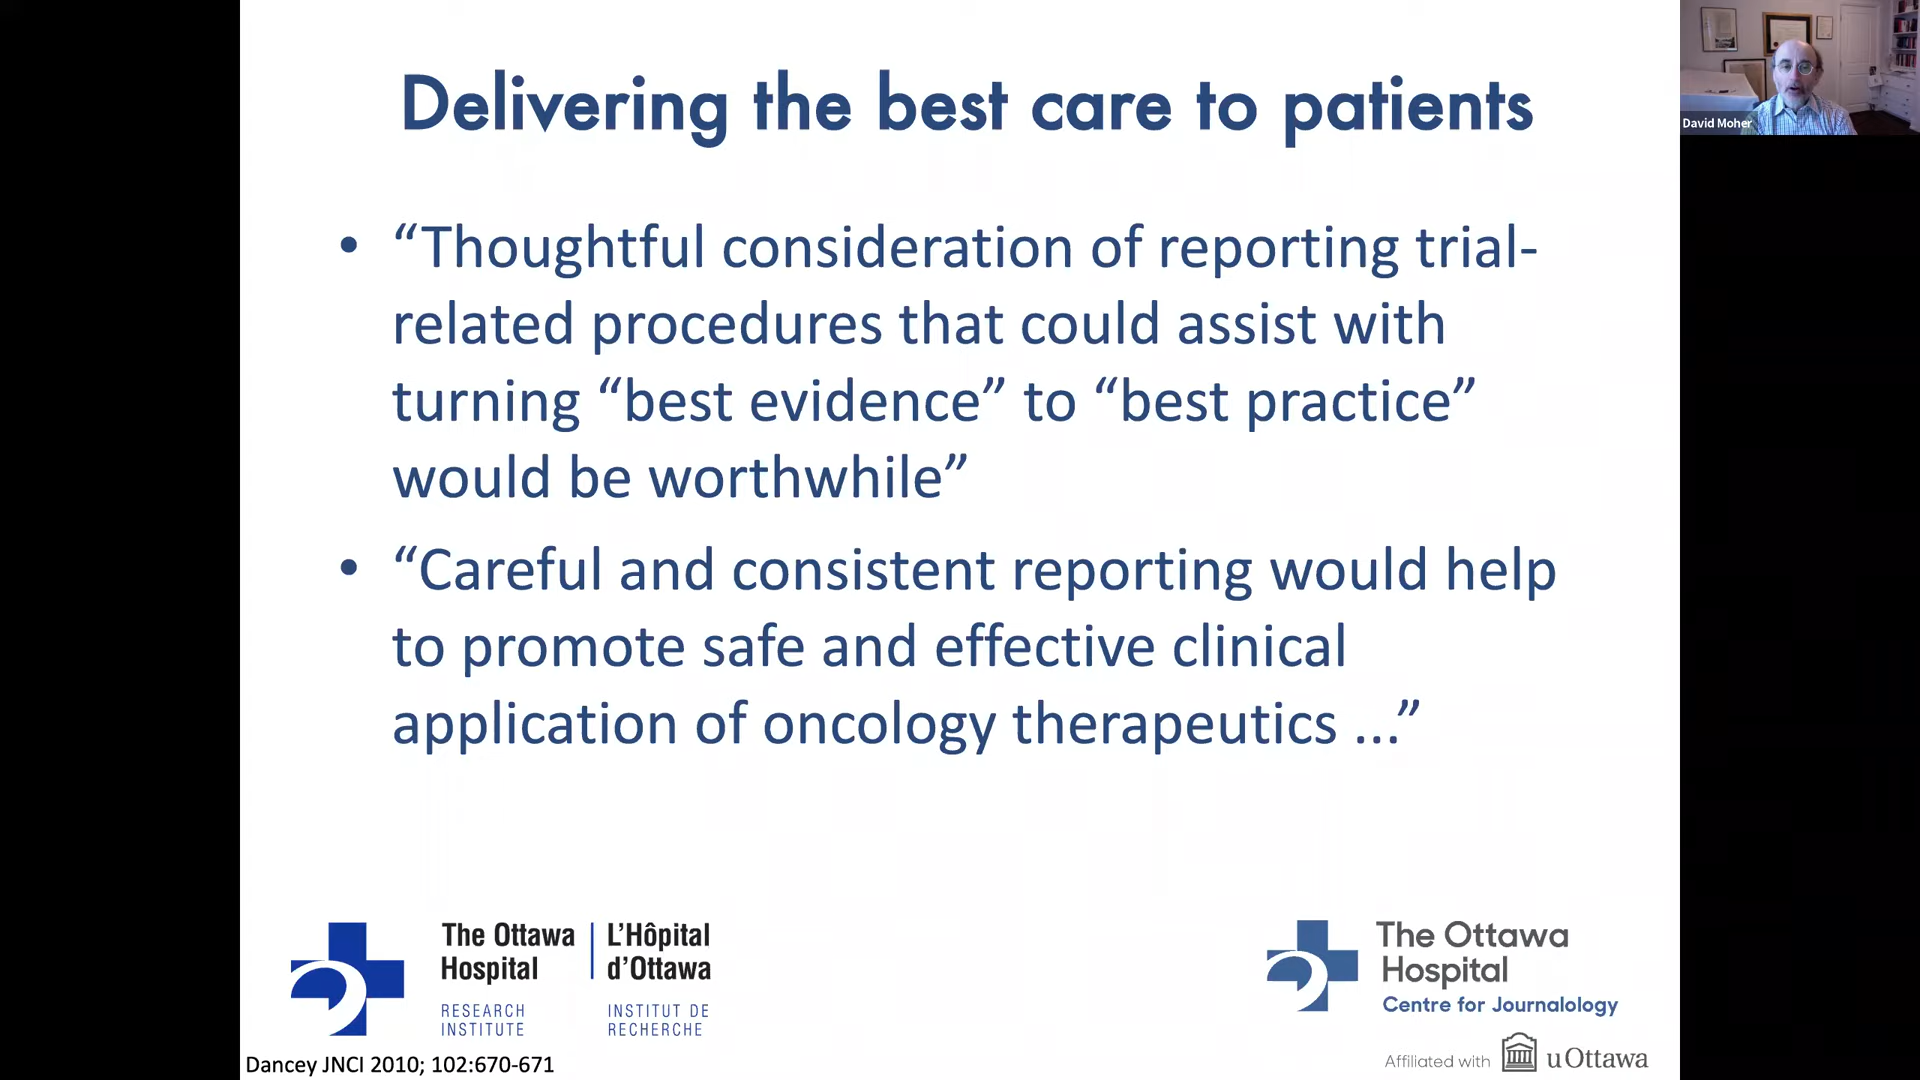 Delivering the best care to patients
David Moher
• “Thoughtful consideration of reporting trial-
related procedures that could assist with
turning “best evidence” to “best practice”
would be worthwhile”
• “Careful and consistent reporting would help
to promote safe and effective clinical
application of oncology therapeutics ...”
The Ottawa
Hospital
RESEARCH
INSTITUTE
L’Hôpital
d’Ottawa
INSTITUT DE
RECHERCHE
The Ottawa
Hospital
Centre for Journalology
Affiliated with
uOttawa
Dancey JNCI 2010; 102:670-671